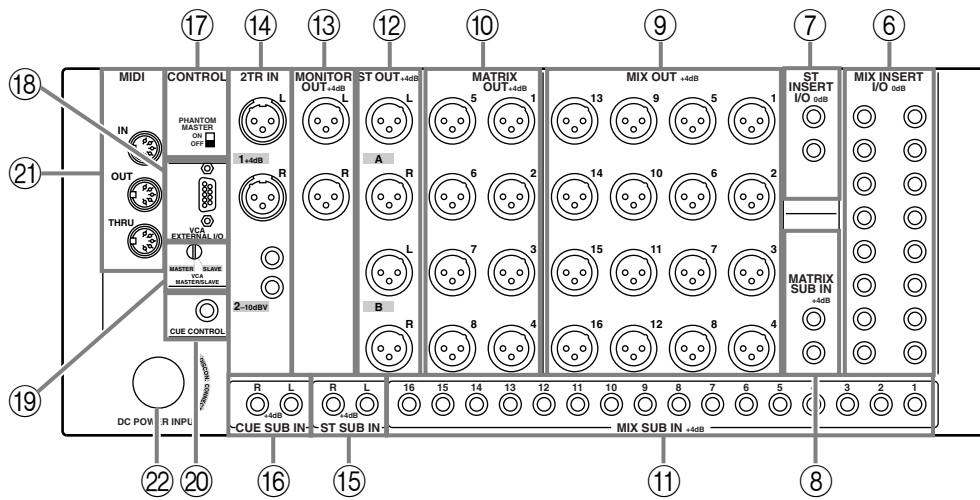 ⑰ ⑭ ⑬ ⑫ ⑩ ⑨ ⑦ ⑥
⑱
㉑
⑲
MIDI
IN
OUT
THRU
CONTROL
PHANTOM
MASTER
ON
OFF
VCA
EXTERNAL I/O
MASTER SLAVE
VCA
MASTER/SLAVE
CUE CONTROL
DC POWER INPUT
DISCON. CONNECT
2TR IN
L
1 +4dB
R
2 -10dBV
MONITOR
OUT +4dB
L
R
ST OUT +4dB
L
A
R
L
B
R
MATRIX
OUT +4dB
5 1
6 2
7 3
8 4
MIX OUT +4dB
13 9 5 1
14 10 6 2
15 11 7 3
16 12 8 4
ST
INSERT
I/O 0dB
MATRIX
SUB IN
+4dB
MIX INSERT
I/O 0dB
R L
+4dB
CUE SUB IN
R L
+4dB
ST SUB IN
16 15 14 13 12 11 10 9 8 7 6 5 3 2 1
MIX SUB IN +4dB
㉒ ⑳ ⑯ ⑮ ⑪ ⑧